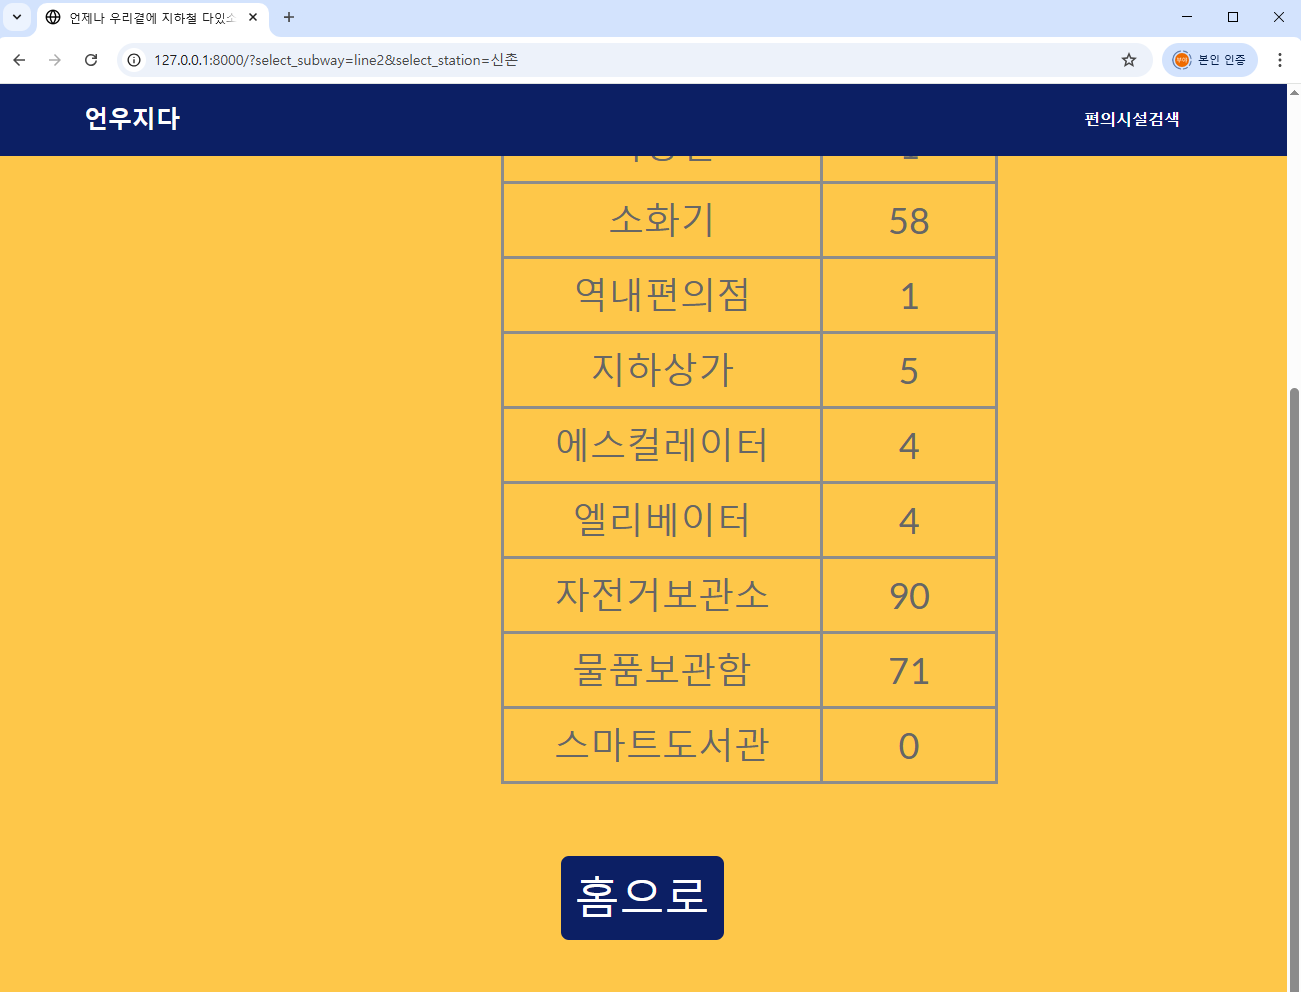 언제나 우리곁에 지하철 다있소
127.0.0.1:8000/?select_subway=line2&select_station=신촌
본인 인증
언우지다
편의시설검색
소화기 58
역내편의점 1
지하상가 5
에스컬레이터 4
엘리베이터 4
자전거보관소 90
물품보관함 71
스마트도서관 0
홈으로